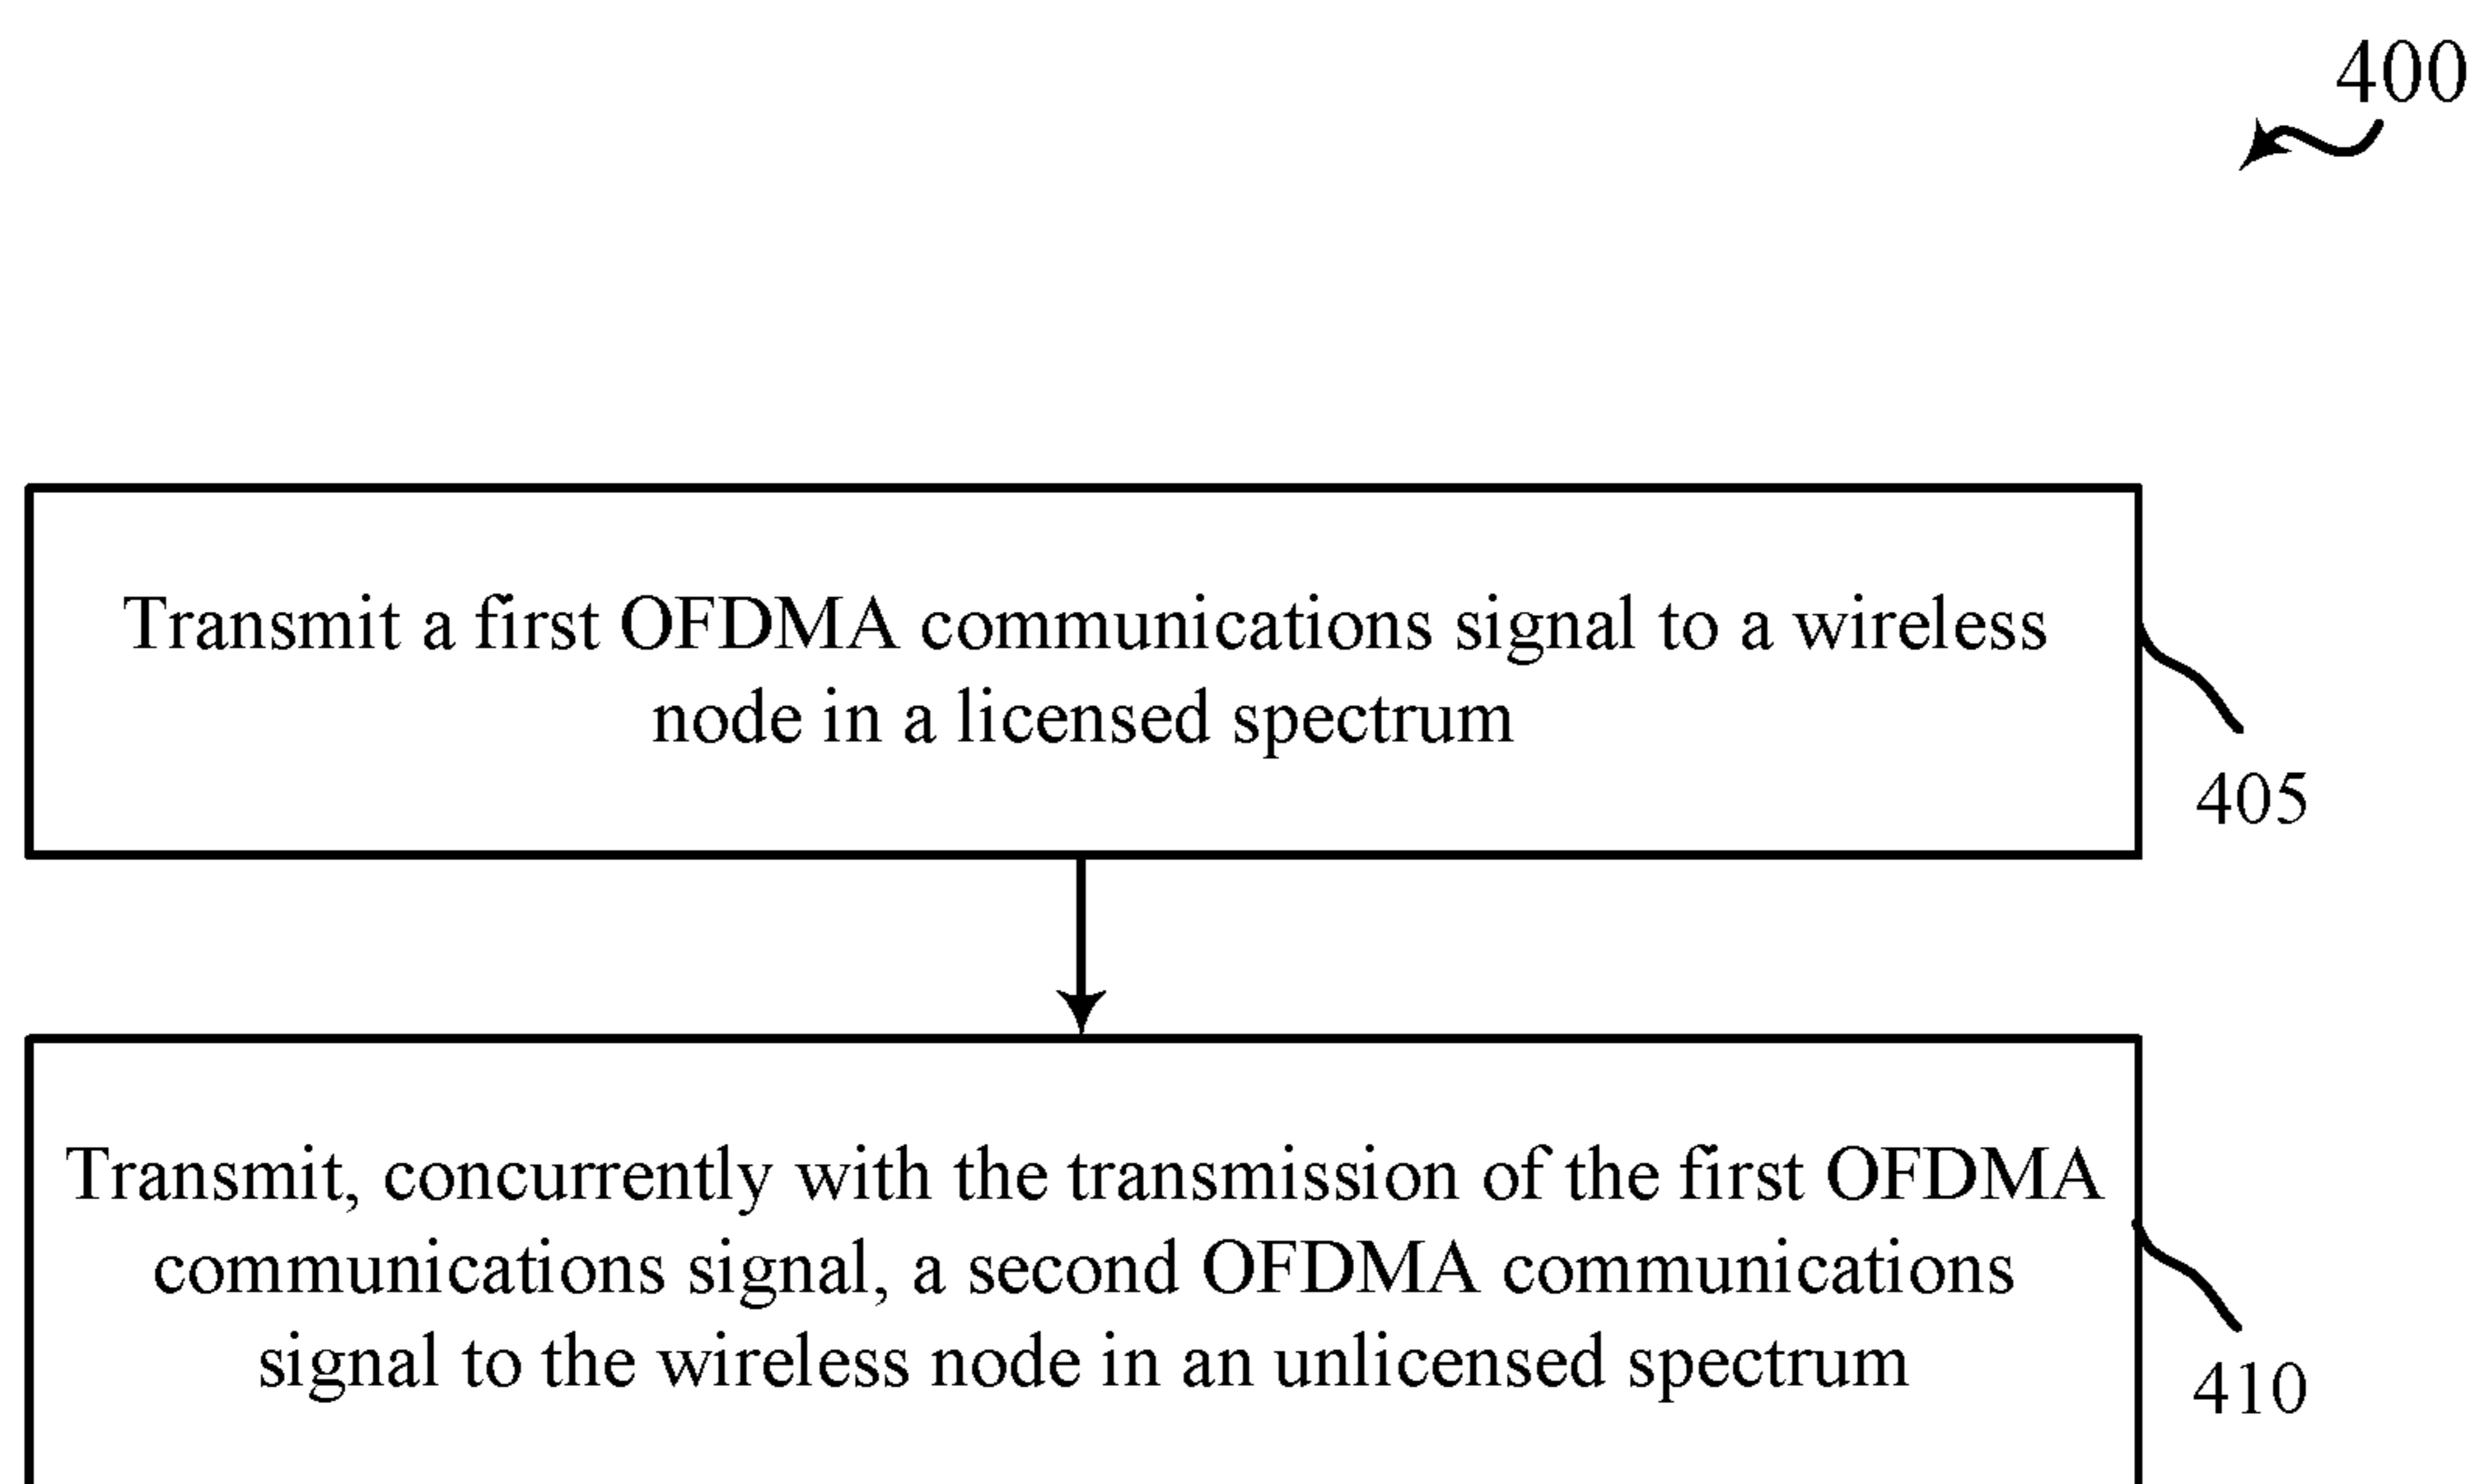 400
Transmit a first OFDMA communications signal to a wireless
node in a licensed spectrum
405
Transmit, concurrently with the transmission of the first OFDMA
communications signal, a second OFDMA communications
signal to the wireless node in an unlicensed spectrum
410